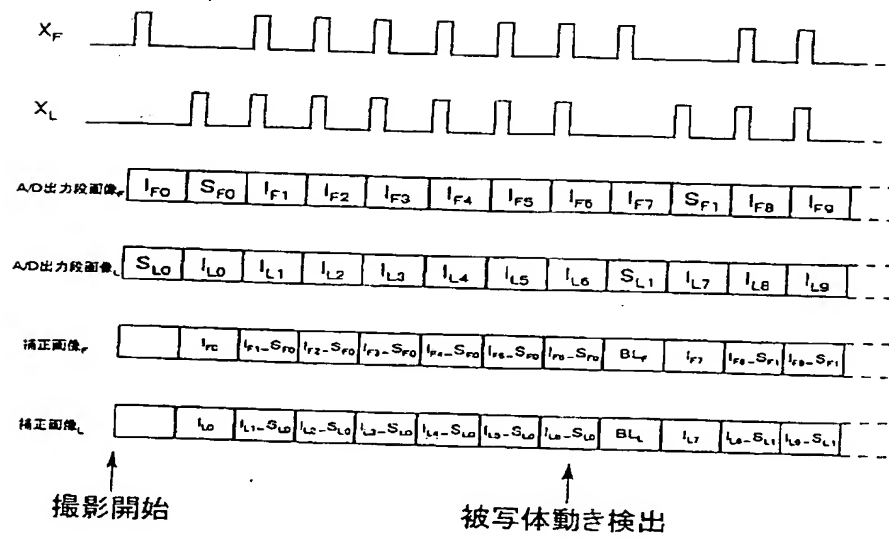 X_F
X_L
A/D出力段画像_F I_F0 S_F0 I_F1 I_F2 I_F3 I_F4 I_F5 I_F6 I_F7 S_F1 I_F8 I_F9
A/D出力段画像_L S_L0 I_L0 I_L1 I_L2 I_L3 I_L4 I_L5 I_L6 S_L1 I_L7 I_L8 I_L9
補正画像_F I_F0 I_F1-S_F0 I_F2-S_F0 I_F3-S_F0 I_F4-S_F0 I_F5-S_F0 I_F6-S_F0 BL_F I_F7 I_F8-S_F1 I_F9-S_F1
補正画像_L I_L0 I_L1-S_L0 I_L2-S_L0 I_L3-S_L0 I_L4-S_L0 I_L5-S_L0 I_L6-S_L0 BL_L I_L7 I_L8-S_L1 I_L9-S_L1
撮影開始
被写体動き検出